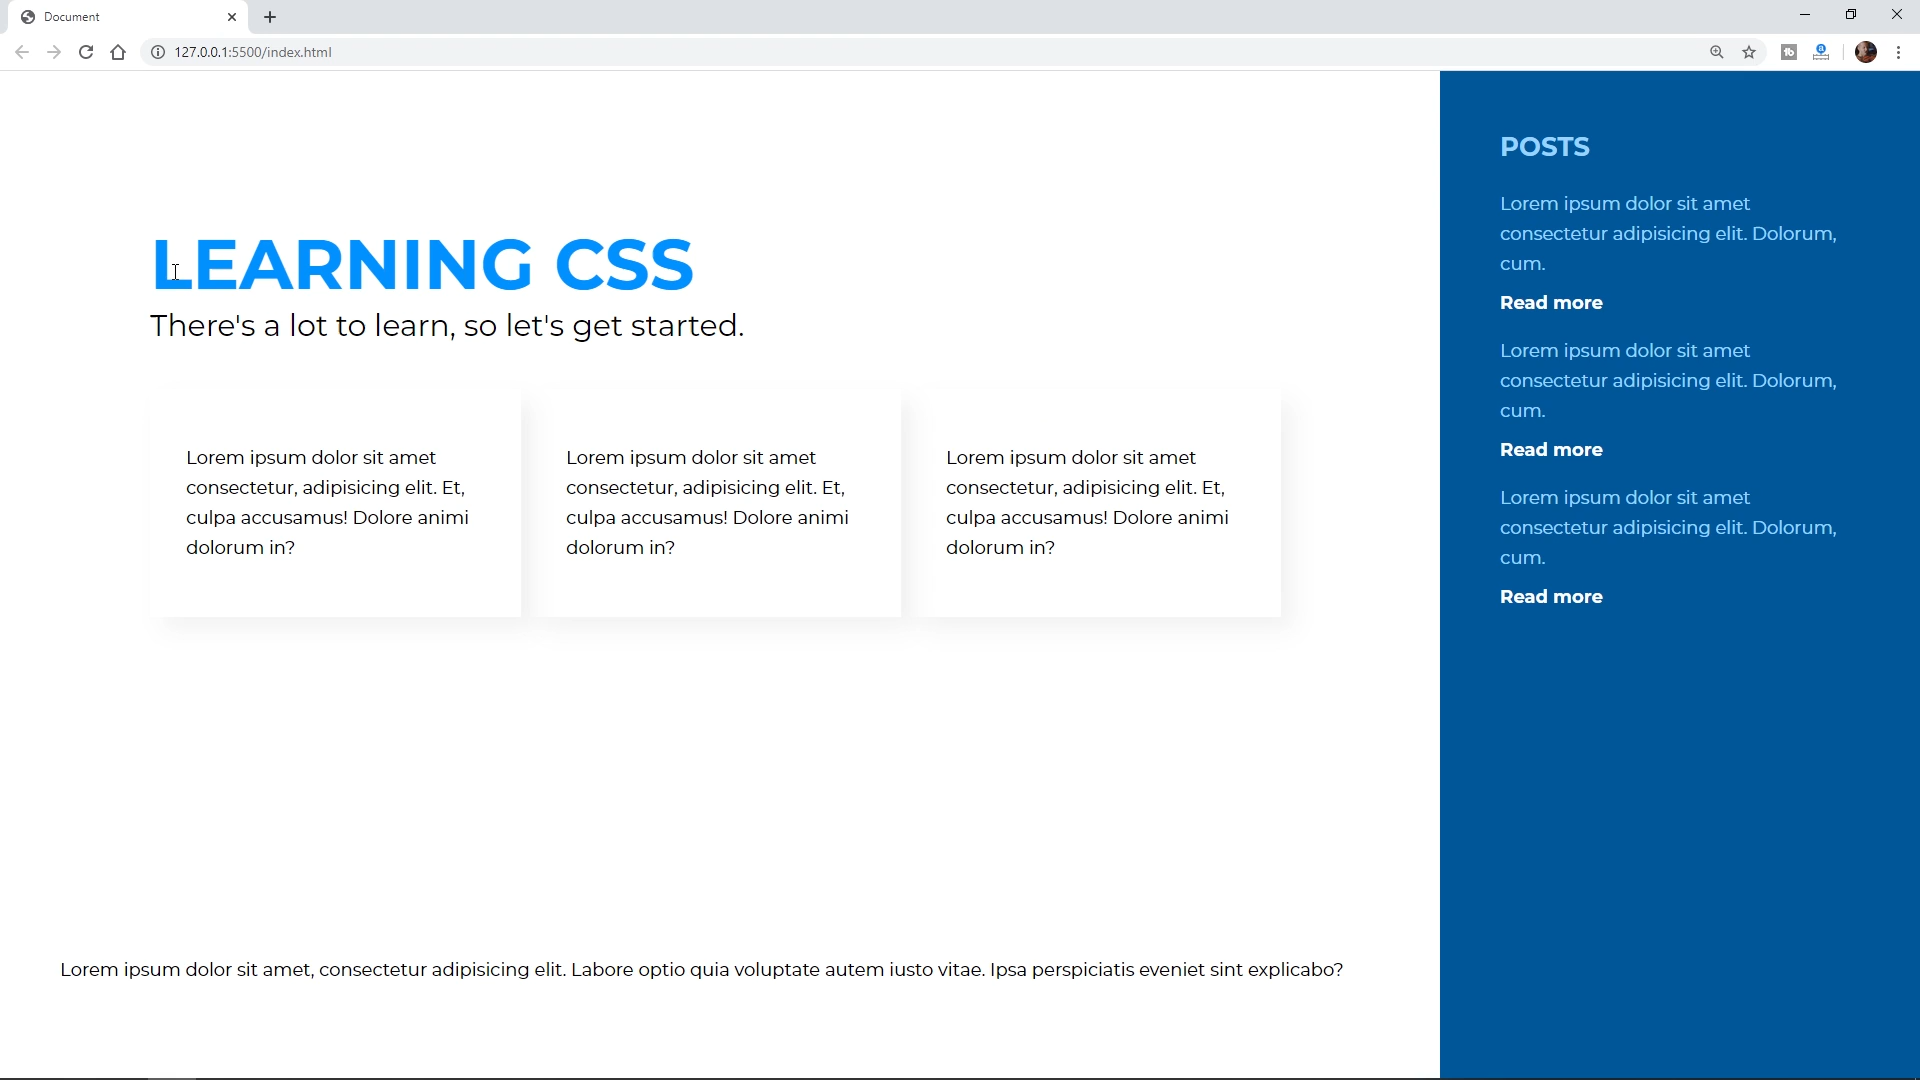 Document
127.0.0.1:5500/index.html
LEARNING CSS
There's a lot to learn, so let's get started.
Lorem ipsum dolor sit amet
consectetur, adipisicing elit. Et,
culpa accusamus! Dolore animi
dolorum in?
Lorem ipsum dolor sit amet
consectetur, adipisicing elit. Et,
culpa accusamus! Dolore animi
dolorum in?
Lorem ipsum dolor sit amet
consectetur, adipisicing elit. Et,
culpa accusamus! Dolore animi
dolorum in?
Lorem ipsum dolor sit amet, consectetur adipisicing elit. Labore optio quia voluptate autem iusto vitae. Ipsa perspiciatis eveniet sint explicabo?
POSTS
Lorem ipsum dolor sit amet
consectetur adipisicing elit. Dolorum,
cum.
Read more
Lorem ipsum dolor sit amet
consectetur adipisicing elit. Dolorum,
cum.
Read more
Lorem ipsum dolor sit amet
consectetur adipisicing elit. Dolorum,
cum.
Read more